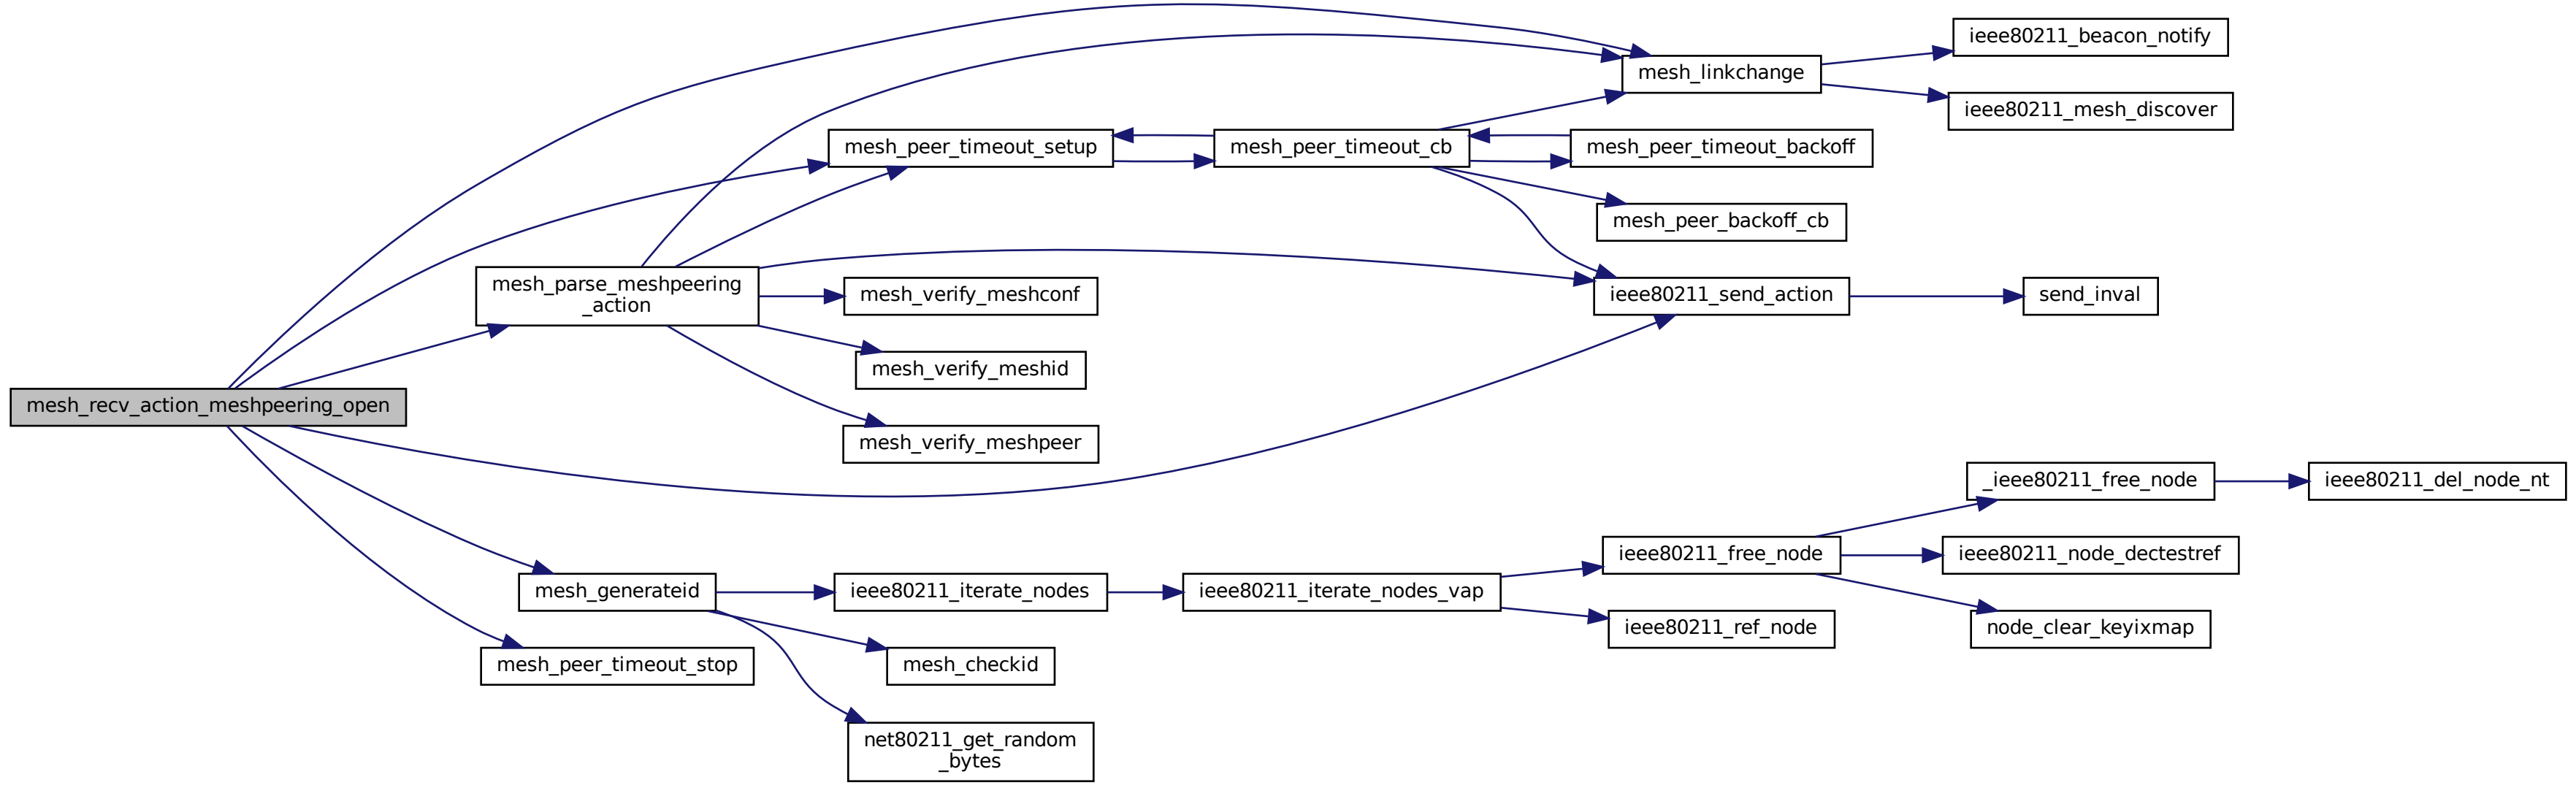 mesh_recv_action_meshpeering_open
mesh_parse_meshpeering
_action
mesh_generateid
mesh_peer_timeout_stop
mesh_peer_timeout_setup
mesh_verify_meshconf
mesh_verify_meshid
mesh_verify_meshpeer
ieee80211_iterate_nodes
mesh_checkid
net80211_get_random
_bytes
mesh_peer_timeout_cb
ieee80211_iterate_nodes_vap
mesh_linkchange
mesh_peer_timeout_backoff
mesh_peer_backoff_cb
ieee80211_send_action
ieee80211_free_node
ieee80211_ref_node
ieee80211_beacon_notify
ieee80211_mesh_discover
send_inval
_ieee80211_free_node
ieee80211_node_dectestref
node_clear_keyixmap
ieee80211_del_node_nt